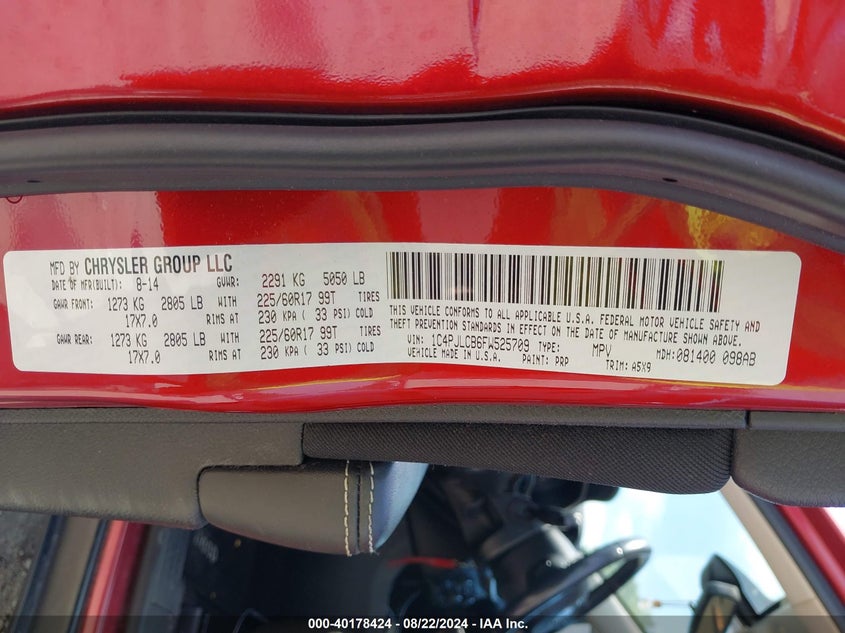 MFD BY CHRYSLER GROUP LLC
DATE OF MFR(BUILT): 8-14 GVWR: 2291 KG 5050 LB
GAWR FRONT: 1273 KG 2805 LB WITH 225/60R17 99T TIRES
17X7.0 RIMS AT 230 KPA ( 33 PSI) COLD
GAWR REAR: 1273 KG 2805 LB WITH 225/60R17 99T TIRES
17X7.0 RIMS AT 230 KPA ( 33 PSI) COLD
THIS VEHICLE CONFORMS TO ALL APPLICABLE U.S.A. FEDERAL MOTOR VEHICLE SAFETY AND
THEFT PREVENTION STANDARDS IN EFFECT ON THE DATE OF MANUFACTURE SHOWN ABOVE.
VIN: 1C4PJLCB6FW525709 TYPE: MPV MDH: 081400 098AB
VEHICLE MADE IN U.S.A. PAINT: PRP TRIM: A5X9
000-40178424 - 08/22/2024 - IAA Inc.